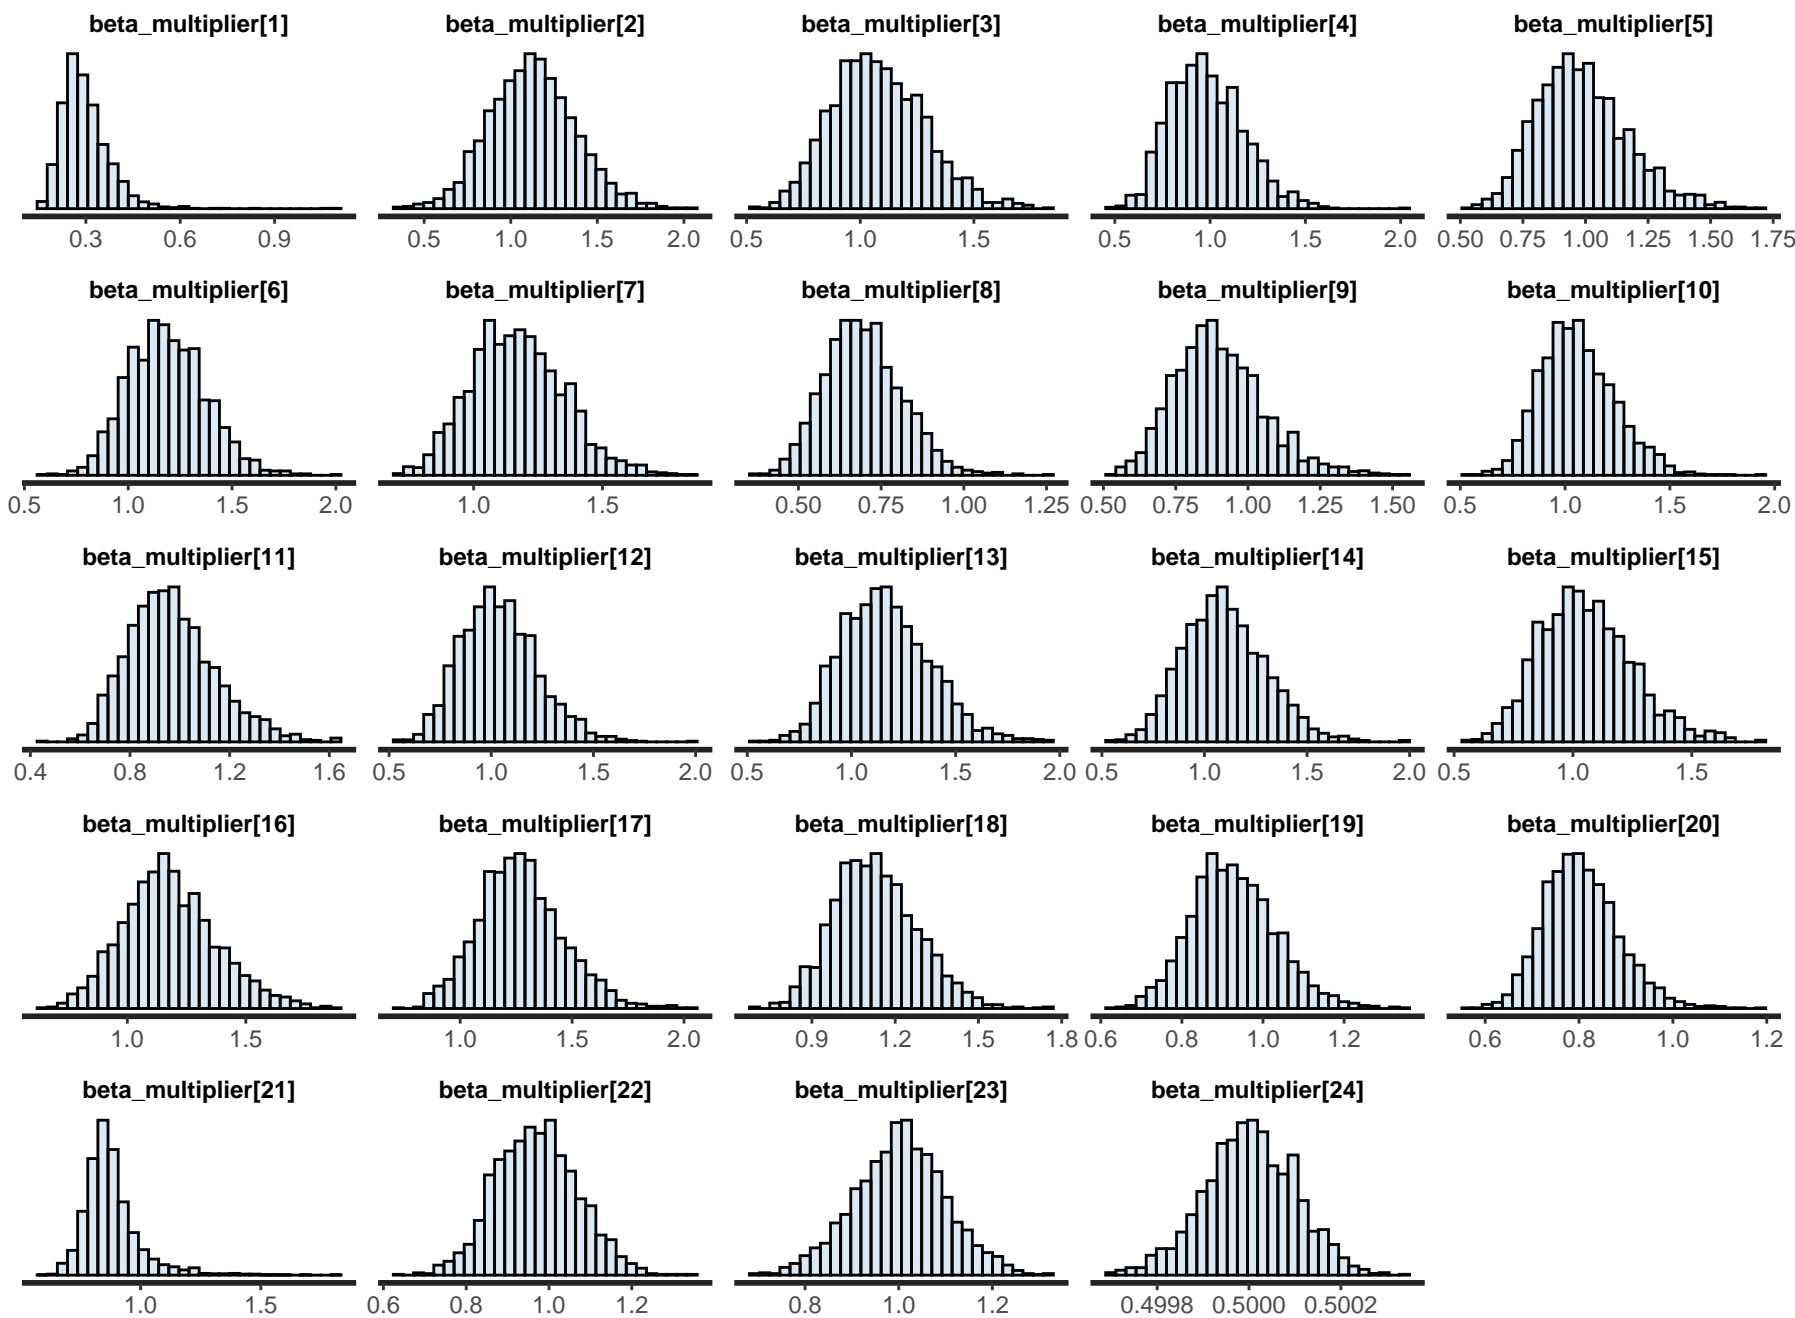 beta_multiplier[1] beta_multiplier[2] beta_multiplier[3] beta_multiplier[4] beta_multiplier[5]
0.3 0.6 0.9 0.5 1.0 1.5 2.0 0.5 1.0 1.5 0.5 1.0 1.5 2.0 0.50 0.75 1.00 1.25 1.50 1.75
beta_multiplier[6] beta_multiplier[7] beta_multiplier[8] beta_multiplier[9] beta_multiplier[10]
0.5 1.0 1.5 2.0 1.0 1.5 0.50 0.75 1.00 1.25 0.50 0.75 1.00 1.25 1.50 0.5 1.0 1.5 2.0
beta_multiplier[11] beta_multiplier[12] beta_multiplier[13] beta_multiplier[14] beta_multiplier[15]
0.4 0.8 1.2 1.6 0.5 1.0 1.5 2.0 0.5 1.0 1.5 2.0 0.5 1.0 1.5 2.0 0.5 1.0 1.5
beta_multiplier[16] beta_multiplier[17] beta_multiplier[18] beta_multiplier[19] beta_multiplier[20]
1.0 1.5 1.0 1.5 2.0 0.9 1.2 1.5 1.8 0.6 0.8 1.0 1.2 0.6 0.8 1.0 1.2
beta_multiplier[21] beta_multiplier[22] beta_multiplier[23] beta_multiplier[24]
1.0 1.5 0.6 0.8 1.0 1.2 0.8 1.0 1.2 0.4998 0.5000 0.5002